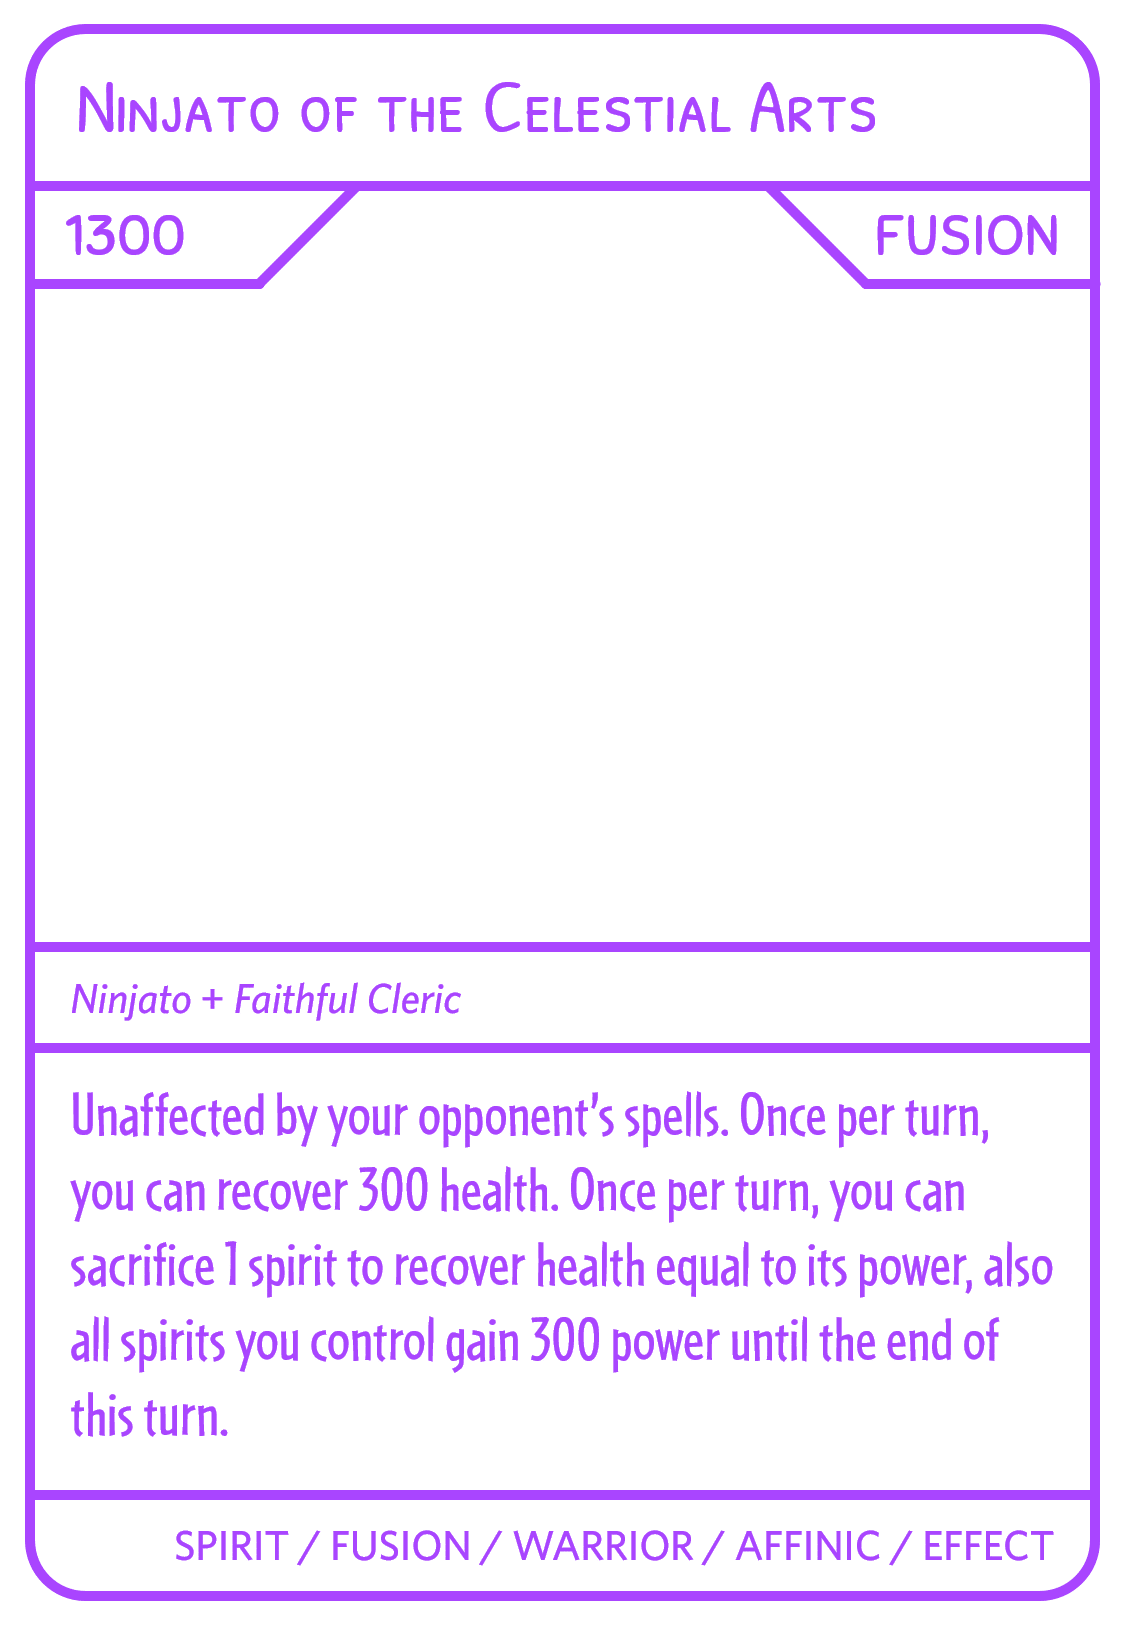 Ninjato of the Celestial Arts
1300
FUSION
Ninjato + Faithful Cleric
Unaffected by your opponent’s spells. Once per turn,
you can recover 300 health. Once per turn, you can
sacrifice 1 spirit to recover health equal to its power, also
all spirits you control gain 300 power until the end of
this turn.
SPIRIT / FUSION / WARRIOR / AFFINIC / EFFECT